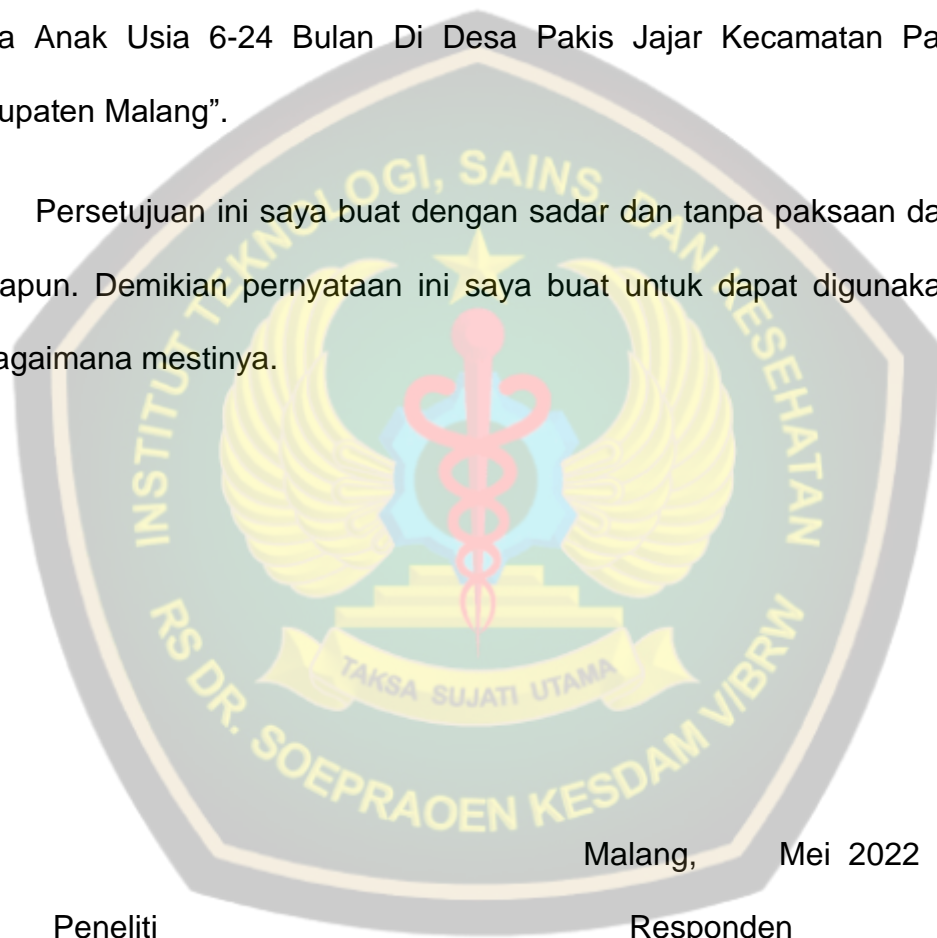 a Anak Usia 6-24 Bulan Di Desa Pakis Jajar Kecamatan Pa
upaten Malang”.
Persetujuan ini saya buat dengan sadar dan tanpa paksaan da
apun. Demikian pernyataan ini saya buat untuk dapat digunaka
agaimana mestinya.
INSTITUT TEKNOLOGI, SAINS, DAN KESEHATAN
TAKSA SUJATI UTAMA
RS DR. SOEPRAOEN KESDAM V/BRW
Malang, Mei 2022
Peneliti Responden